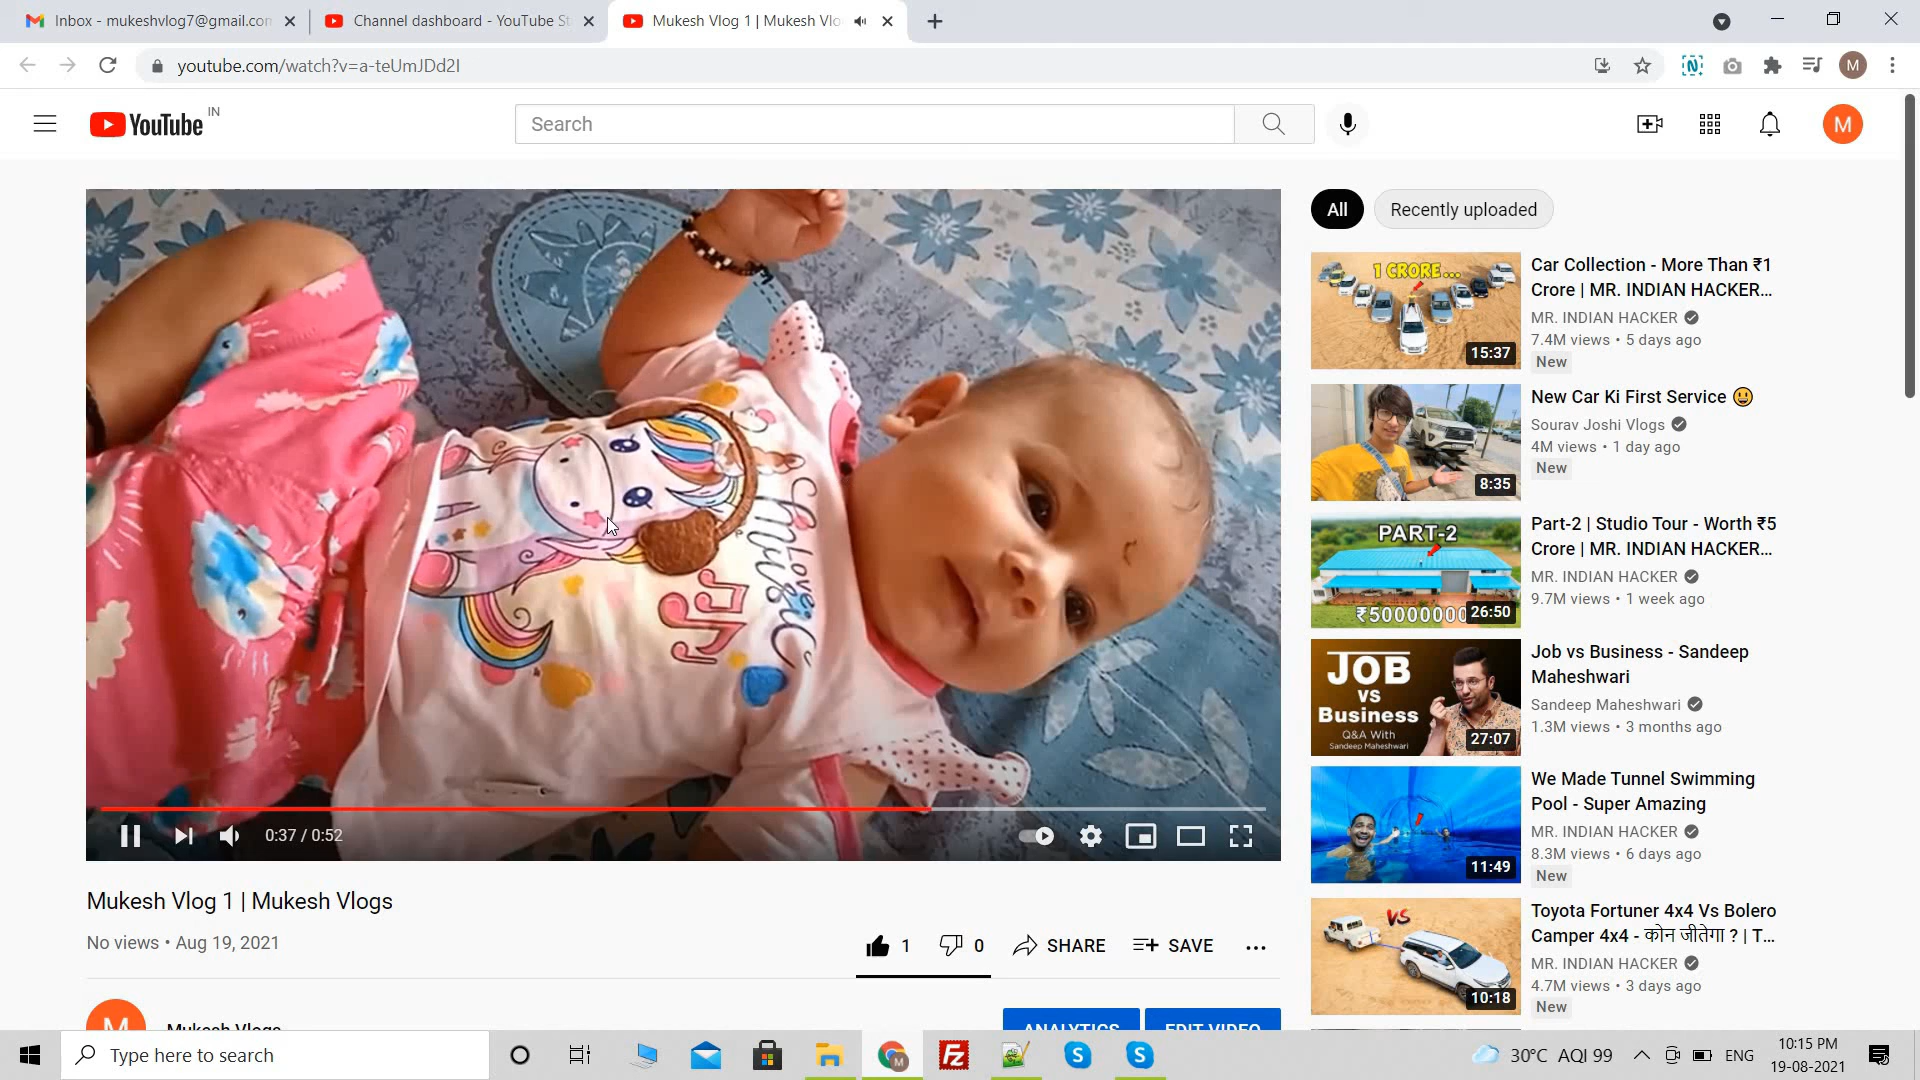 Inbox - mukeshvlog7@gmail.com
Channel dashboard - YouTube St
Mukesh Vlog 1 | Mukesh Vlo
youtube.com/watch?v=a-teUmJDd2I
M
YouTube IN
Search
M
I love
Music
0:37 / 0:52
Mukesh Vlog 1 | Mukesh Vlogs
No views • Aug 19, 2021
1
0
SHARE
SAVE
M
Mukesh Vlogs
ANALYTICS
EDIT VIDEO
All
Recently uploaded
1 CRORE...
15:37
Car Collection - More Than ₹1
Crore | MR. INDIAN HACKER...
MR. INDIAN HACKER
7.4M views • 5 days ago
New
8:35
New Car Ki First Service
Sourav Joshi Vlogs
4M views • 1 day ago
New
PART-2
₹50000000
26:50
Part-2 | Studio Tour - Worth ₹5
Crore | MR. INDIAN HACKER...
MR. INDIAN HACKER
9.7M views • 1 week ago
JOB
VS
Business
Q&A With
Sandeep Maheshwari
27:07
Job vs Business - Sandeep
Maheshwari
Sandeep Maheshwari
1.3M views • 3 months ago
11:49
We Made Tunnel Swimming
Pool - Super Amazing
MR. INDIAN HACKER
8.3M views • 6 days ago
New
VS
10:18
Toyota Fortuner 4x4 Vs Bolero
Camper 4x4 - कोन जीतेगा ? | T...
MR. INDIAN HACKER
4.7M views • 3 days ago
New
Type here to search
30°C AQI 99
ENG
10:15 PM
19-08-2021